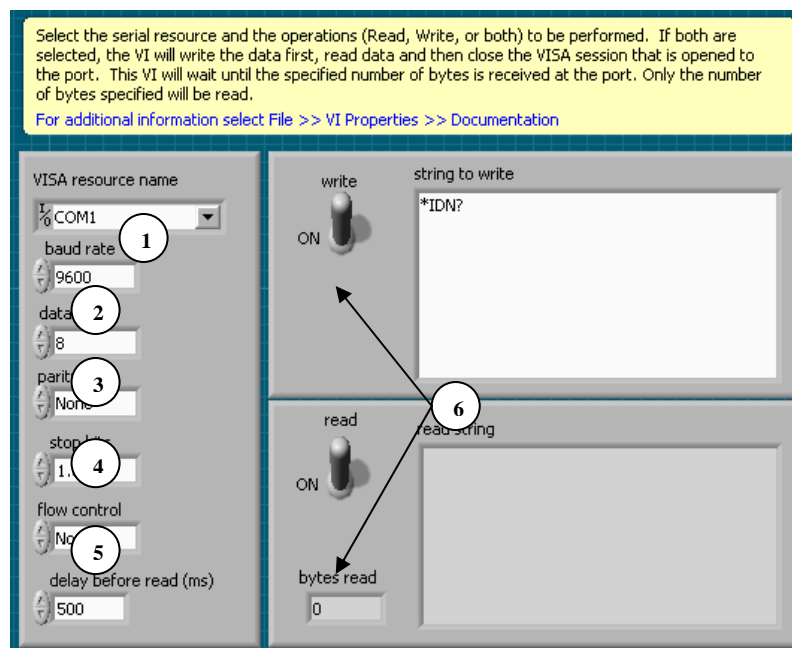 Select the serial resource and the operations (Read, Write, or both) to be performed.  If both are
selected, the VI will write the data first, read data and then close the VISA session that is opened to
the port.  This VI will wait until the specified number of bytes is received at the port. Only the number
of bytes specified will be read.
For additional information select File >> VI Properties >> Documentation
VISA resource name
COM1
1
baud rate
9600
data
2
8
3
None
4
1.
flow control
5
delay before read (ms)
500
write
ON
string to write
*IDN?
6
read
ON
read string
bytes read
0